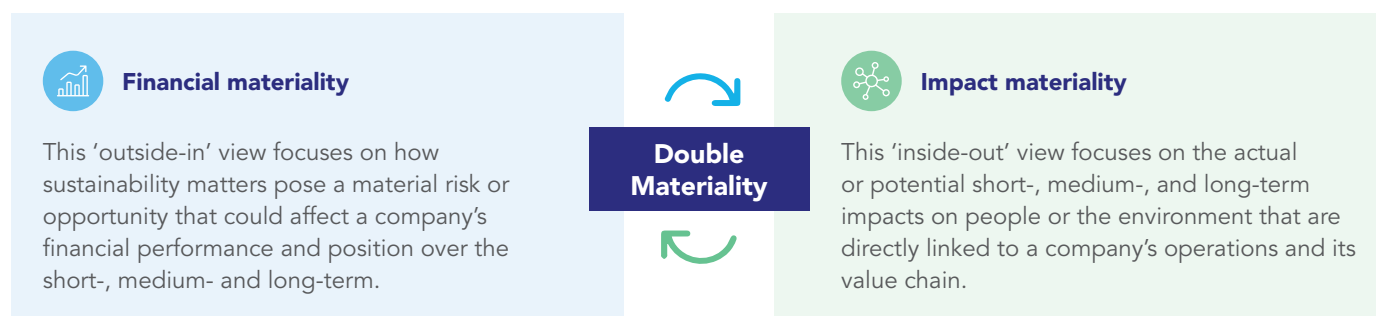 Financial materiality
This ‘outside-in’ view focuses on how
sustainability matters pose a material risk or
opportunity that could affect a company’s
financial performance and position over the
short-, medium- and long-term.
Double
Materiality
Impact materiality
This ‘inside-out’ view focuses on the actual
or potential short-, medium-, and long-term
impacts on people or the environment that are
directly linked to a company’s operations and its
value chain.